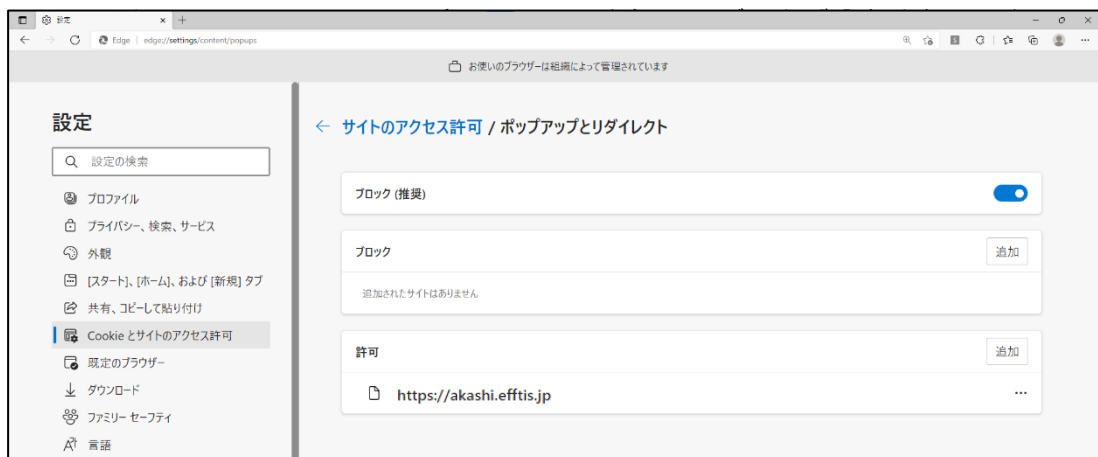 設定
Edge | edge://settings/content/popups
お使いのブラウザーは組織によって管理されています
設定
設定の検索
プロファイル
プライバシー、検索、サービス
外観
[スタート]、[ホーム]、および [新規] タブ
共有、コピーして貼り付け
Cookie とサイトのアクセス許可
既定のブラウザー
ダウンロード
ファミリー セーフティ
言語
サイトのアクセス許可 / ポップアップとリダイレクト
ブロック (推奨)
ブロック
追加
追加されたサイトはありません
許可
追加
https://akashi.efftis.jp